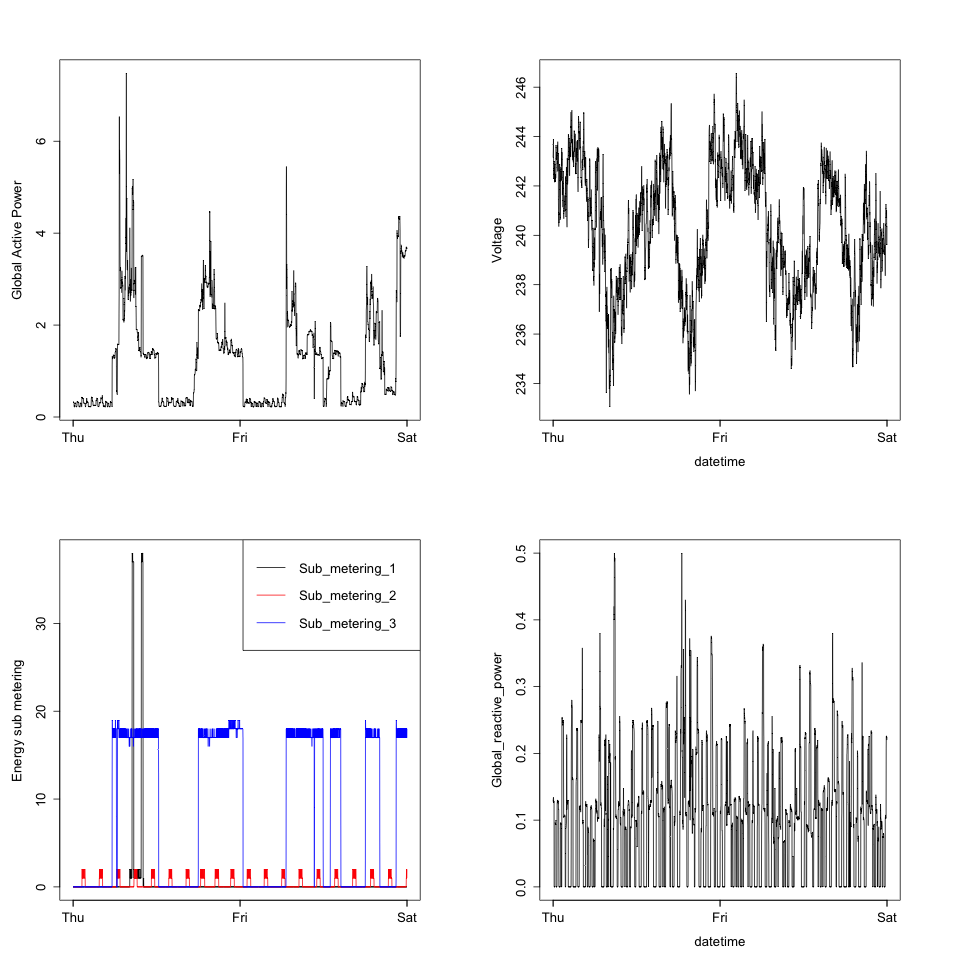 Global Active Power
0
2
4
6
Thu
Fri
Sat
Voltage
234
236
238
240
242
244
246
Thu
Fri
Sat
datetime
Energy sub metering
0
10
20
30
Sub_metering_1
Sub_metering_2
Sub_metering_3
Thu
Fri
Sat
Global_reactive_power
0.0
0.1
0.2
0.3
0.4
0.5
Thu
Fri
Sat
datetime